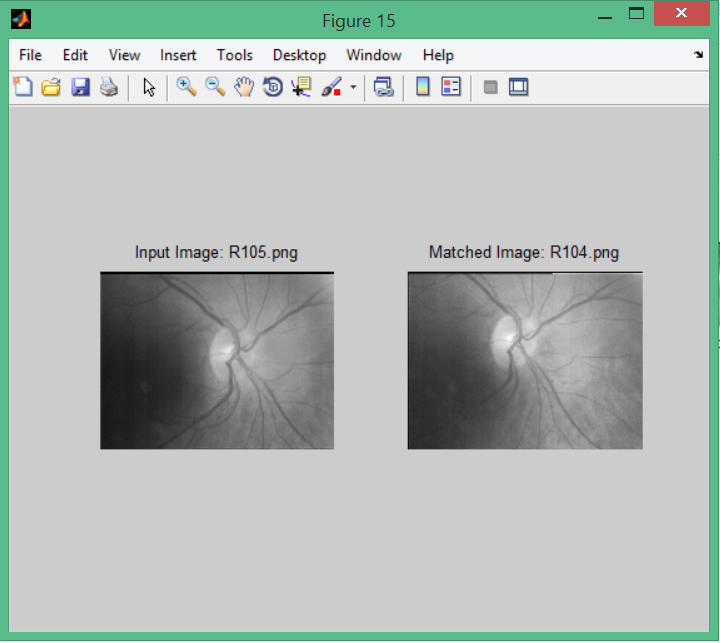 Figure 15
File Edit View Insert Tools Desktop Window Help
Input Image: R105.png
Matched Image: R104.png